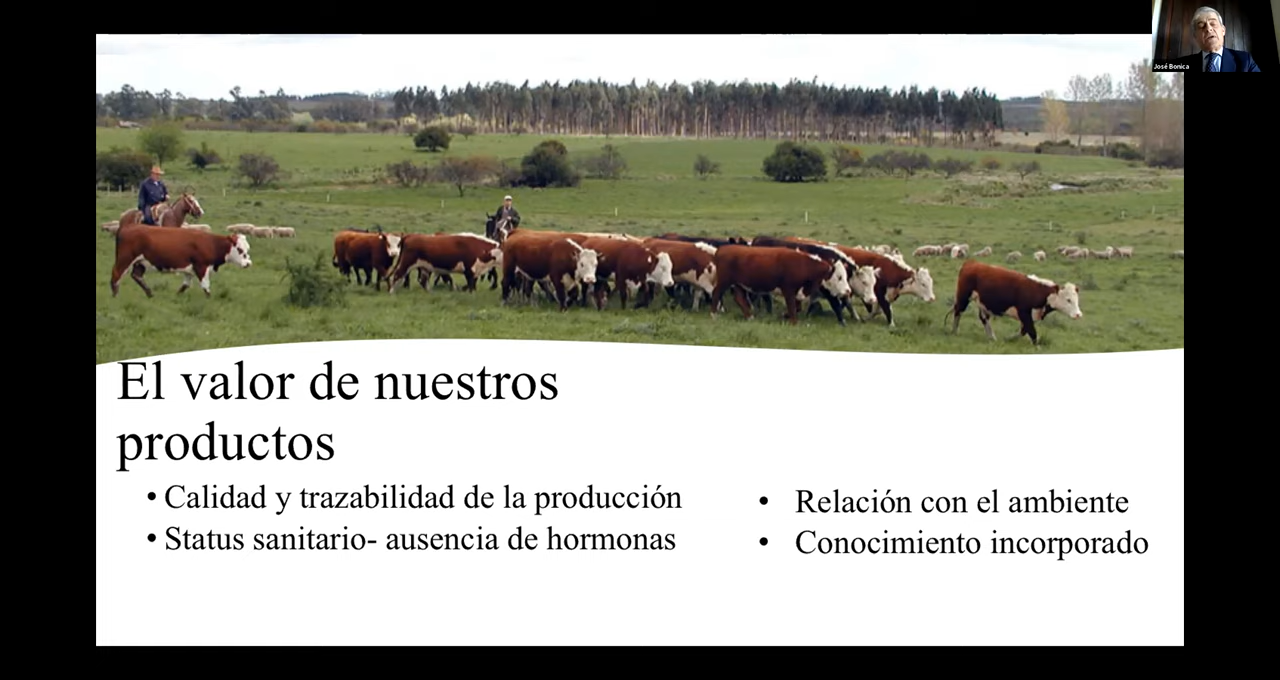 José Bonica
El valor de nuestros
productos
• Calidad y trazabilidad de la producción
• Status sanitario- ausencia de hormonas
• Relación con el ambiente
• Conocimiento incorporado